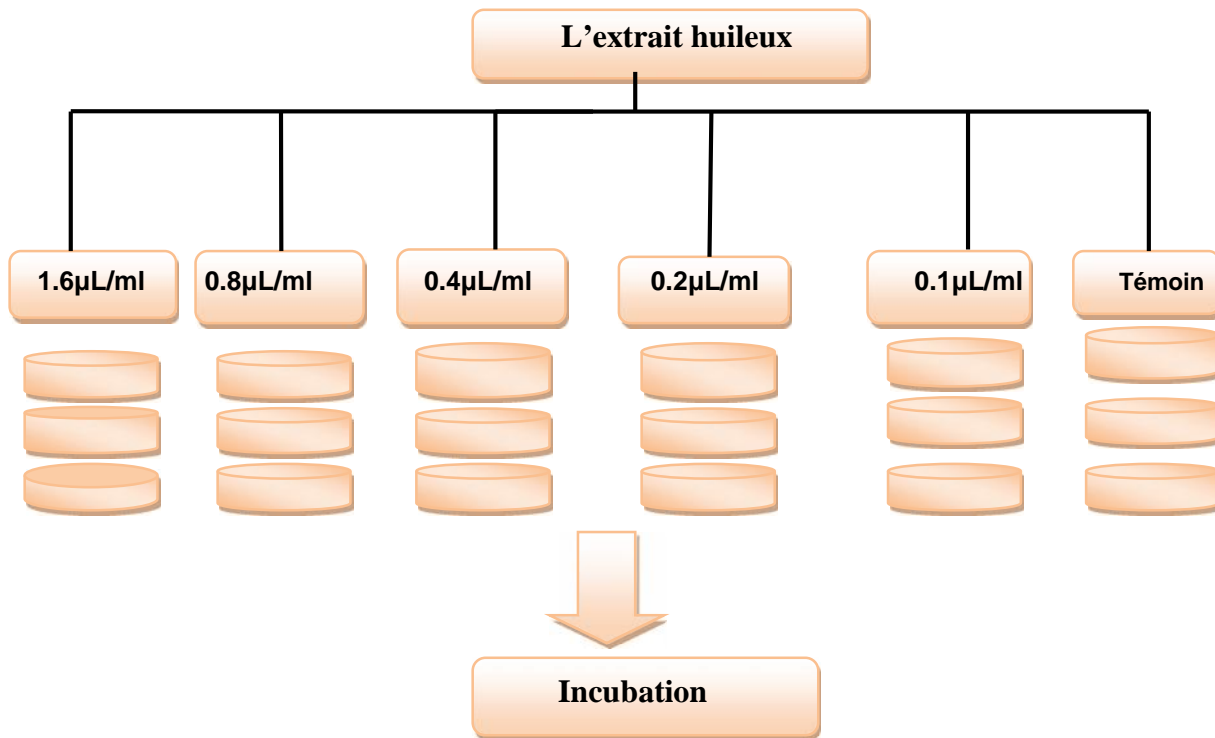 L’extrait huileux
1.6µL/ml
0.8µL/ml
0.4µL/ml
0.2µL/ml
0.1µL/ml
Témoin
Incubation